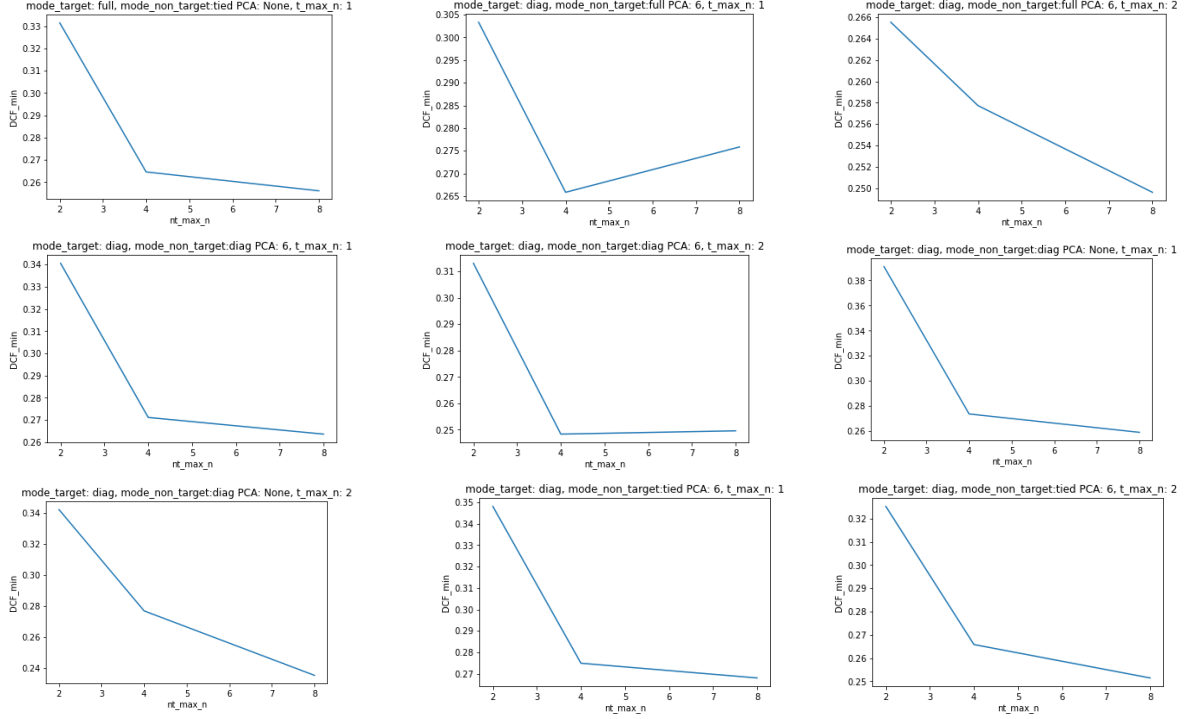 mode_target: full, mode_non_target:tied PCA: None, t_max_n: 1
0.33
0.32
0.31
0.30
0.29
0.28
0.27
0.26
DCF_min
2 3 4 5 6 7 8
nt_max_n
mode_target: diag, mode_non_target:full PCA: 6, t_max_n: 1
0.305
0.300
0.295
0.290
0.285
0.280
0.275
0.270
0.265
DCF_min
2 3 4 5 6 7 8
nt_max_n
mode_target: diag, mode_non_target:full PCA: 6, t_max_n: 2
0.266
0.264
0.262
0.260
0.258
0.256
0.254
0.252
0.250
DCF_min
2 3 4 5 6 7 8
nt_max_n
mode_target: diag, mode_non_target:diag PCA: 6, t_max_n: 1
0.34
0.33
0.32
0.31
0.30
0.29
0.28
0.27
0.26
DCF_min
2 3 4 5 6 7 8
nt_max_n
mode_target: diag, mode_non_target:diag PCA: 6, t_max_n: 2
0.31
0.30
0.29
0.28
0.27
0.26
0.25
DCF_min
2 3 4 5 6 7 8
nt_max_n
mode_target: diag, mode_non_target:diag PCA: None, t_max_n: 1
0.38
0.36
0.34
0.32
0.30
0.28
0.26
DCF_min
2 3 4 5 6 7 8
nt_max_n
mode_target: diag, mode_non_target:diag PCA: None, t_max_n: 2
0.34
0.32
0.30
0.28
0.26
0.24
DCF_min
2 3 4 5 6 7 8
nt_max_n
mode_target: diag, mode_non_target:tied PCA: 6, t_max_n: 1
0.35
0.34
0.33
0.32
0.31
0.30
0.29
0.28
0.27
DCF_min
2 3 4 5 6 7 8
nt_max_n
mode_target: diag, mode_non_target:tied PCA: 6, t_max_n: 2
0.32
0.31
0.30
0.29
0.28
0.27
0.26
0.25
DCF_min
2 3 4 5 6 7 8
nt_max_n